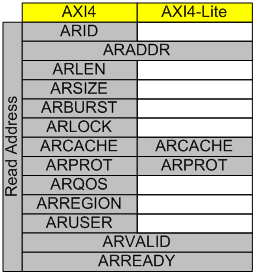 AXI4 AXI4-Lite
Read Address
ARID
ARADDR
ARLEN
ARSIZE
ARBURST
ARLOCK
ARCACHE ARCACHE
ARPROT ARPROT
ARQOS
ARREGION
ARUSER
ARVALID
ARREADY